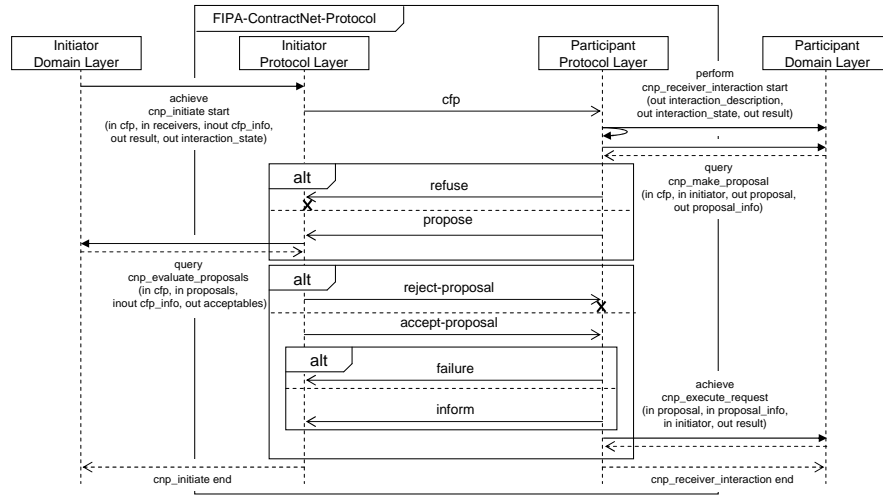 FIPA-ContractNet-Protocol
Initiator
Domain Layer
Initiator
Protocol Layer
Participant
Protocol Layer
Participant
Domain Layer
achieve
cnp_initiate start
(in cfp, in receivers, inout cfp_info,
out result, out interaction_state)
cfp
perform
cnp_receiver_interaction start
(out interaction_description,
out interaction_state, out result)
query
cnp_make_proposal
(in cfp, in initiator, out proposal,
out proposal_info)
alt
refuse
propose
query
cnp_evaluate_proposals
(in cfp, in proposals,
inout cfp_info, out acceptables)
alt
reject-proposal
accept-proposal
alt
failure
inform
achieve
cnp_execute_request
(in proposal, in proposal_info,
in initiator, out result)
cnp_initiate end
cnp_receiver_interaction end